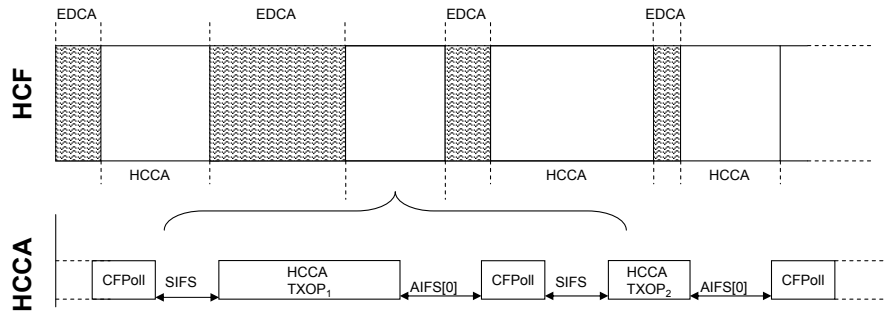 EDCA
EDCA
EDCA
EDCA
HCF
HCCA
HCCA
HCCA
HCCA
CFPoll
SIFS
HCCA
TXOP₁
AIFS[0]
CFPoll
SIFS
HCCA
TXOP₂
AIFS[0]
CFPoll